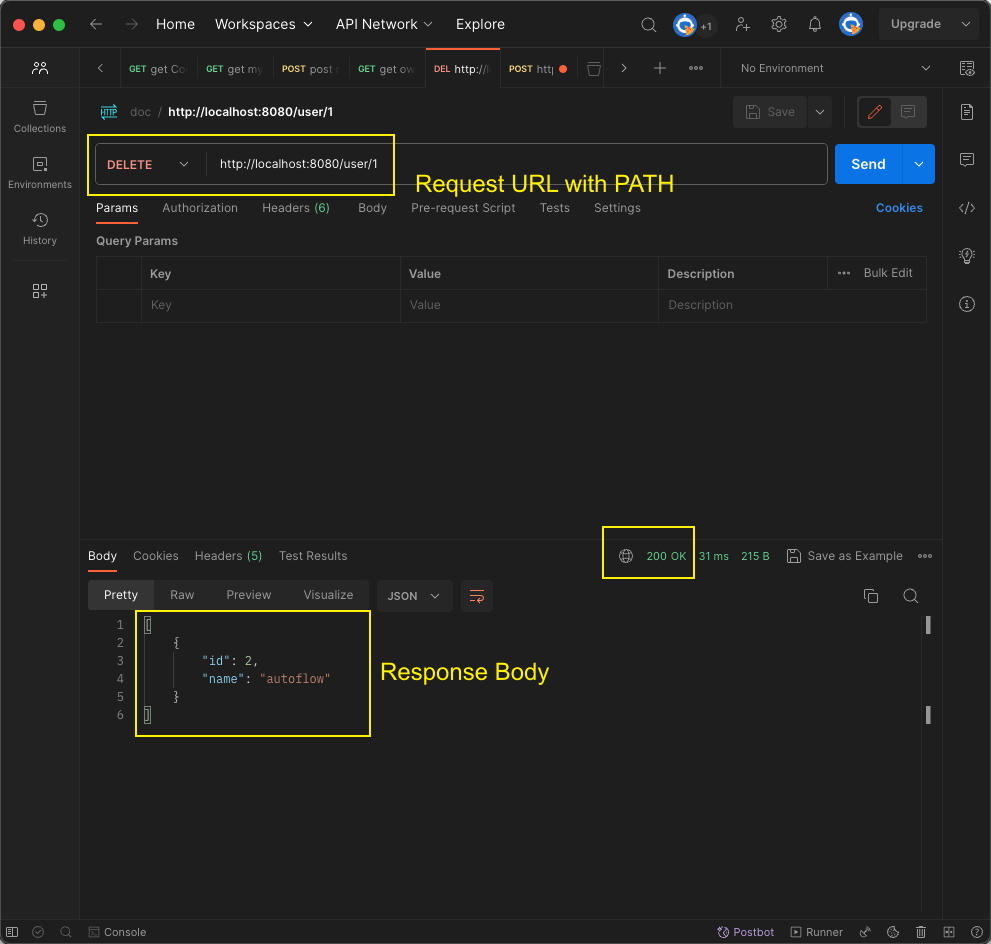 Home Workspaces API Network Explore +1 Upgrade
GET get Co GET get my POST post a GET get ow DEL http://l POST http No Environment
HTTP doc / http://localhost:8080/user/1 Save
Collections
DELETE http://localhost:8080/user/1 Send
Request URL with PATH
Environments
Params Authorization Headers (6) Body Pre-request Script Tests Settings Cookies
History
Query Params
Key Value Description Bulk Edit
Key Value Description
Body Cookies Headers (5) Test Results 200 OK 31 ms 215 B Save as Example
Pretty Raw Preview Visualize JSON
1 [
2 {
3 "id": 2,
4 "name": "autoflow"
5 }
6 ]
Response Body
Console Postbot Runner